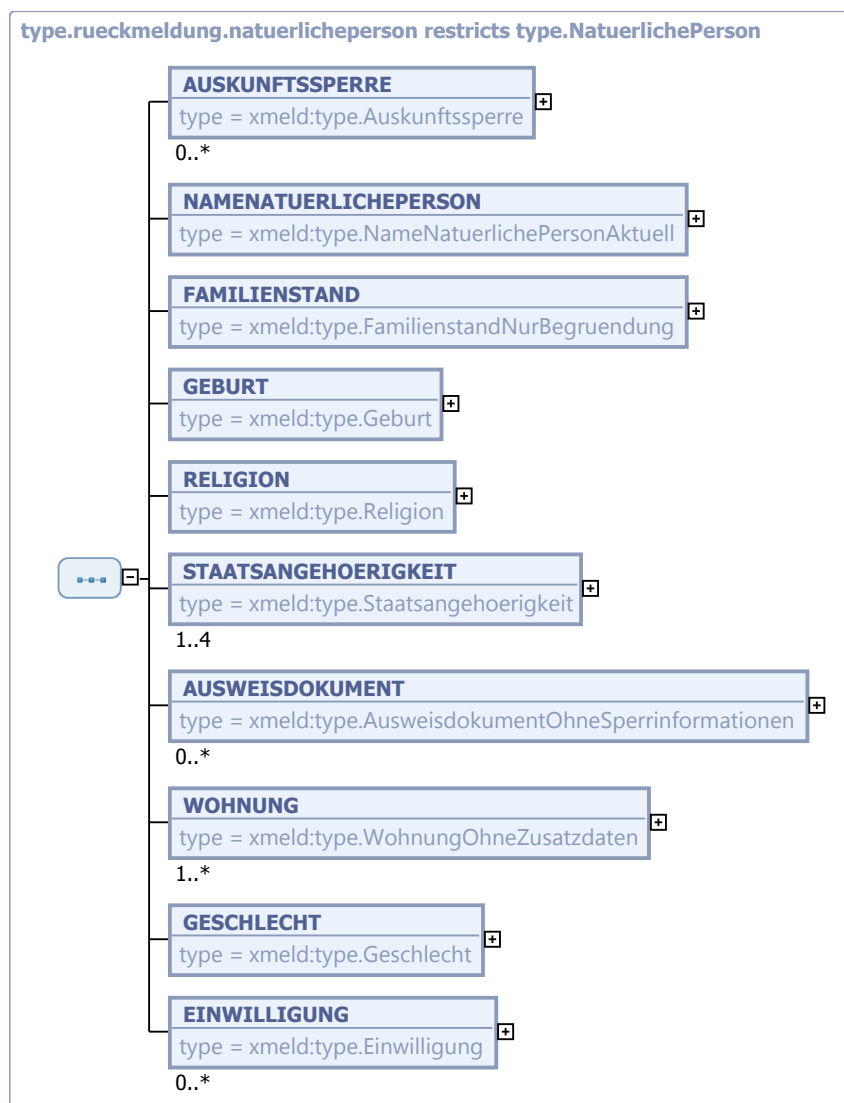 type.rueckmeldung.natuerlicheperson restricts type.NatuerlichePerson
AUSKUNFTSSPERRE
type = xmeld:type.Auskunftssperre
0..*
NAMENATUERLICHEPERSON
type = xmeld:type.NameNatuerlichePersonAktuell
FAMILIENSTAND
type = xmeld:type.FamilienstandNurBegruendung
GEBURT
type = xmeld:type.Geburt
RELIGION
type = xmeld:type.Religion
STAATSANGEHOERIGKEIT
type = xmeld:type.Staatsangehoerigkeit
1..4
AUSWEISDOKUMENT
type = xmeld:type.AusweisdokumentOhneSperrinformationen
0..*
WOHNUNG
type = xmeld:type.WohnungOhneZusatzdaten
1..*
GESCHLECHT
type = xmeld:type.Geschlecht
EINWILLIGUNG
type = xmeld:type.Einwilligung
0..*